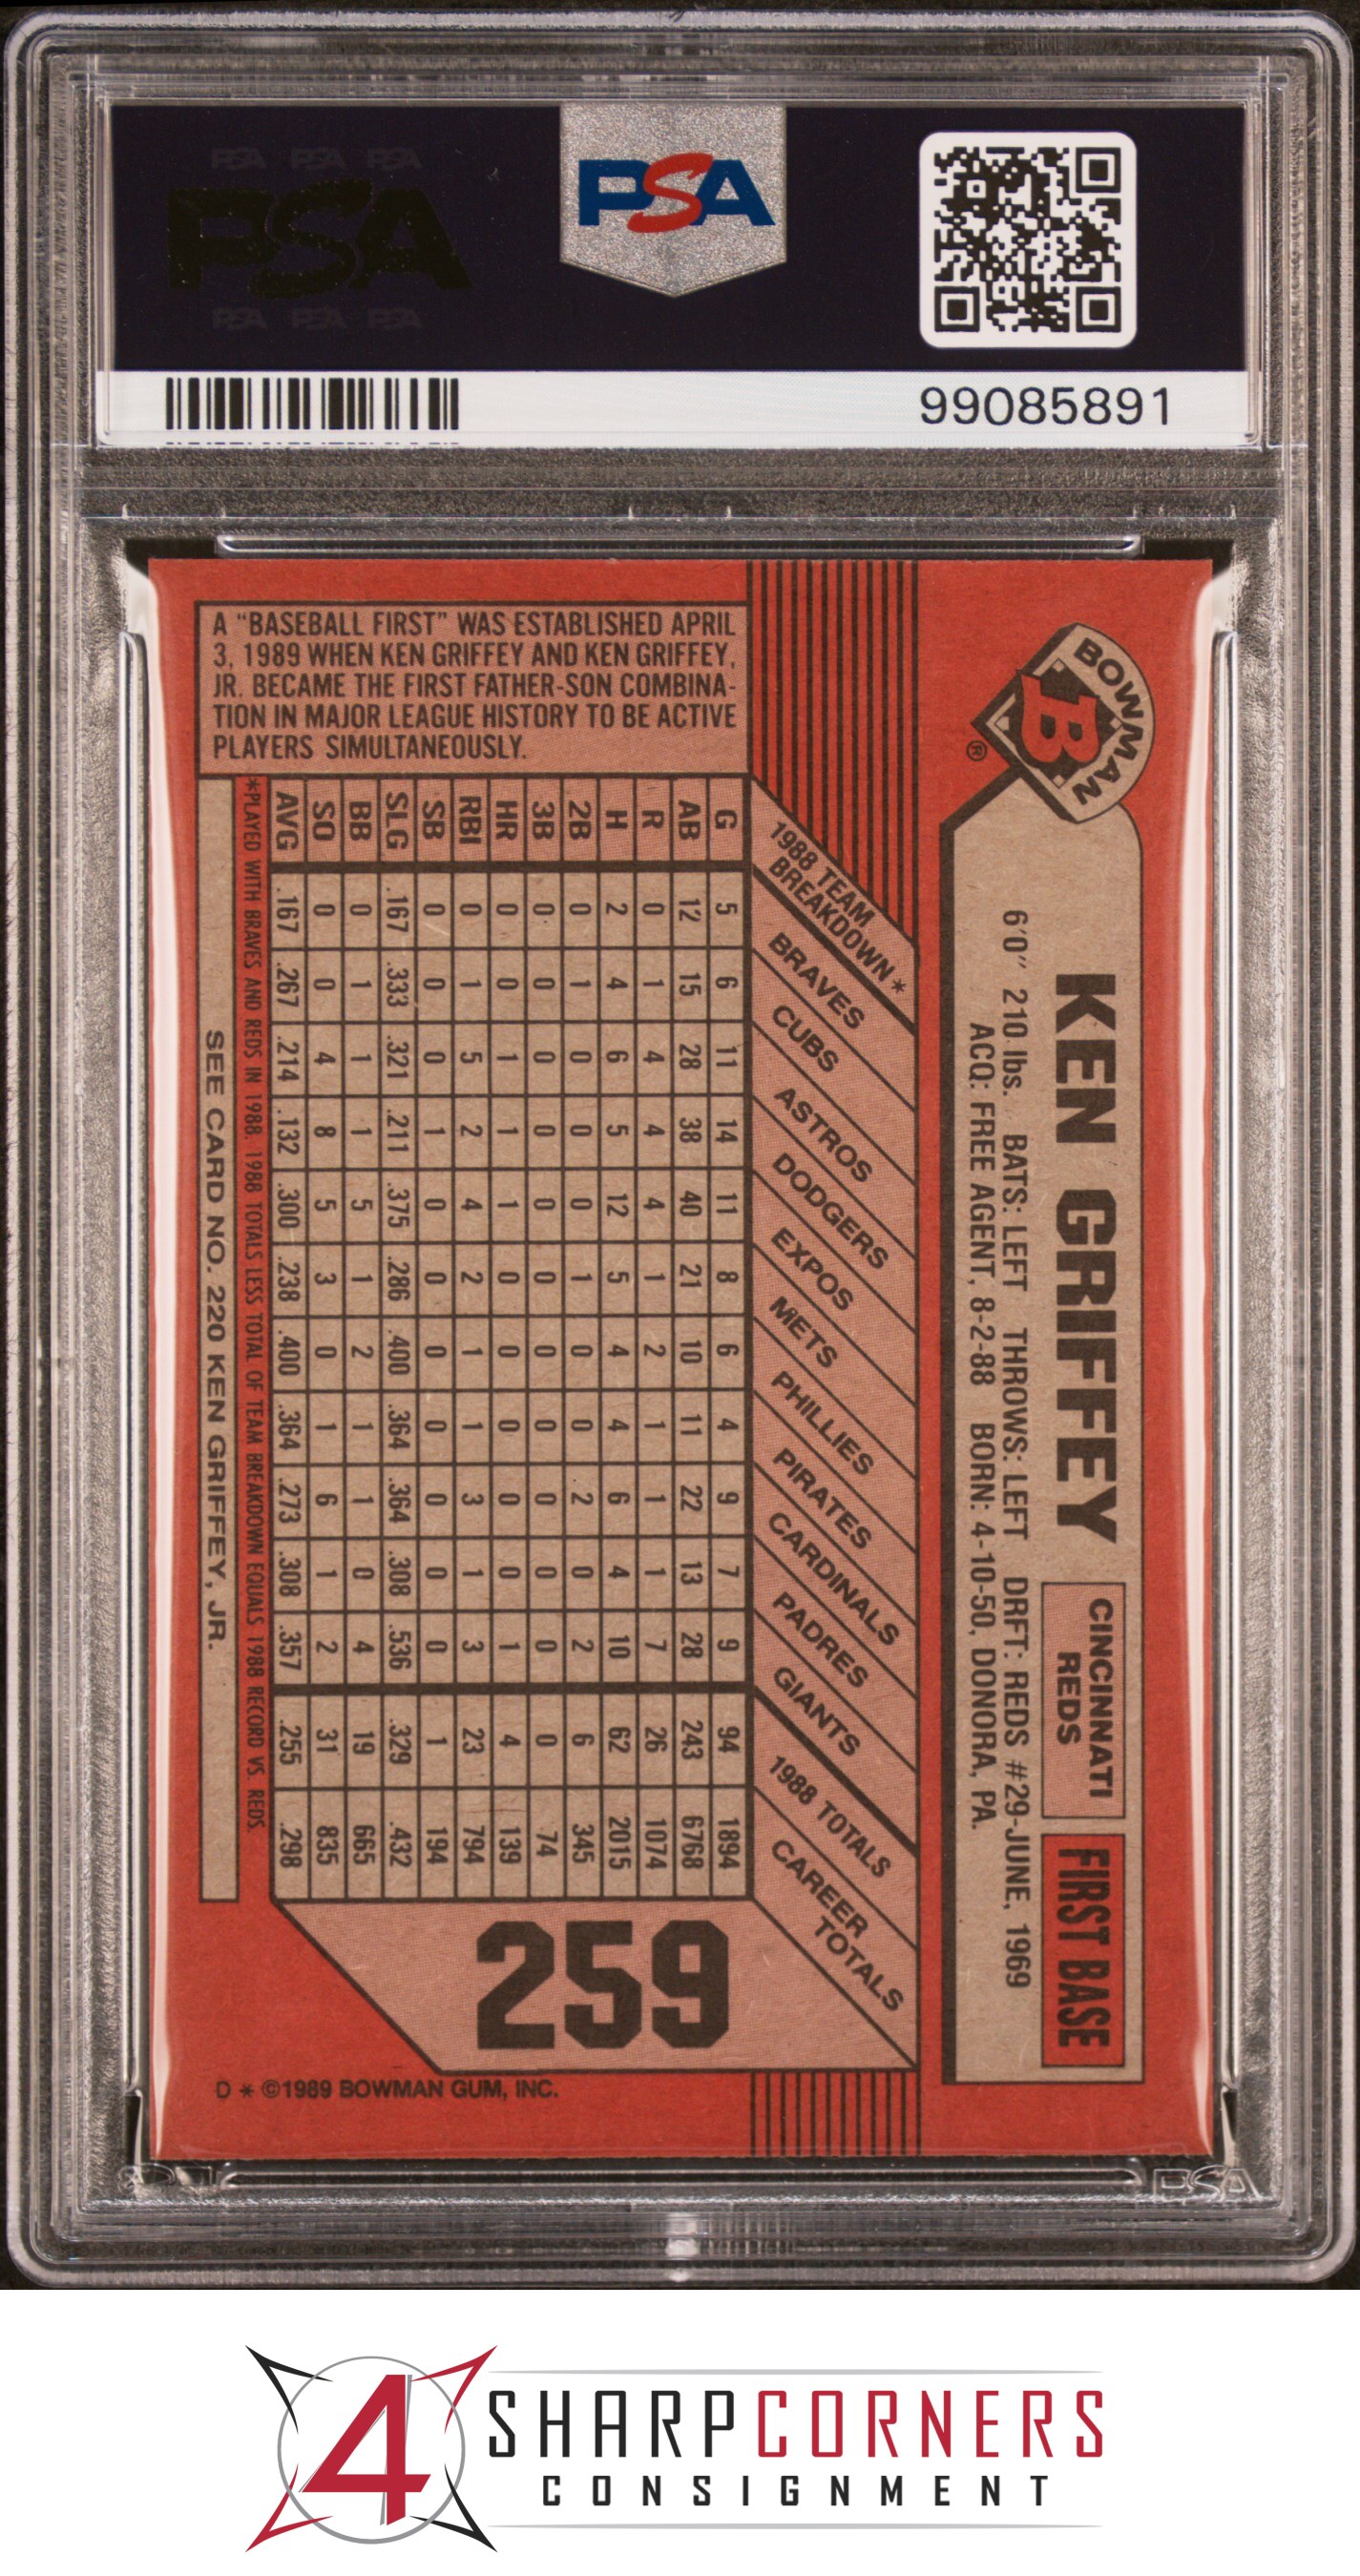 PSA PSA PSA
PSA
PSA PSA PSA
PSA
99085891
BOWMAN
B
®
KEN GRIFFEY
CINCINNATI
REDS
FIRST BASE
6'0" 210 lbs. BATS: LEFT THROWS: LEFT DRFT: REDS #29-JUNE, 1969
ACQ: FREE AGENT, 8-2-88 BORN: 4-10-50, DONORA, PA.
A "BASEBALL FIRST" WAS ESTABLISHED APRIL
3, 1989 WHEN KEN GRIFFEY AND KEN GRIFFEY,
JR. BECAME THE FIRST FATHER-SON COMBINA-
TION IN MAJOR LEAGUE HISTORY TO BE ACTIVE
PLAYERS SIMULTANEOUSLY.
1988 TEAM
BREAKDOWN*
BRAVES
CUBS
ASTROS
DODGERS
EXPOS
METS
PHILLIES
PIRATES
CARDINALS
PADRES
GIANTS
1988 TOTALS
CAREER
TOTALS
G 5 6 11 14 11 8 6 4 9 7 9 94 1894
AB 12 15 28 38 40 21 10 11 22 13 28 243 6768
R 0 1 4 4 4 1 2 1 1 1 7 26 1074
H 2 4 6 5 12 5 4 4 6 4 10 62 2015
2B 0 1 0 0 0 1 0 0 2 0 2 6 345
3B 0 0 0 0 0 0 0 0 0 0 0 0 74
HR 0 0 1 1 1 0 0 0 0 0 1 4 139
RBI 0 1 5 2 4 2 1 1 3 1 3 23 794
SB 0 0 0 1 0 0 0 0 0 0 0 1 194
SLG .167 .333 .321 .211 .375 .286 .400 .364 .364 .308 .536 .329 .432
BB 0 1 1 1 5 1 2 1 1 0 4 19 665
SO 0 0 4 8 5 3 0 1 6 1 2 31 835
AVG .167 .267 .214 .132 .300 .238 .400 .364 .273 .308 .357 .255 .298
*PLAYED WITH BRAVES AND REDS IN 1988. 1988 TOTALS LESS TOTAL OF TEAM BREAKDOWN EQUALS 1988 RECORD VS. REDS.
SEE CARD NO. 220 KEN GRIFFEY, JR.
259
D * ©1989 BOWMAN GUM, INC.
PSA
4 SHARPCORNERS
CONSIGNMENT